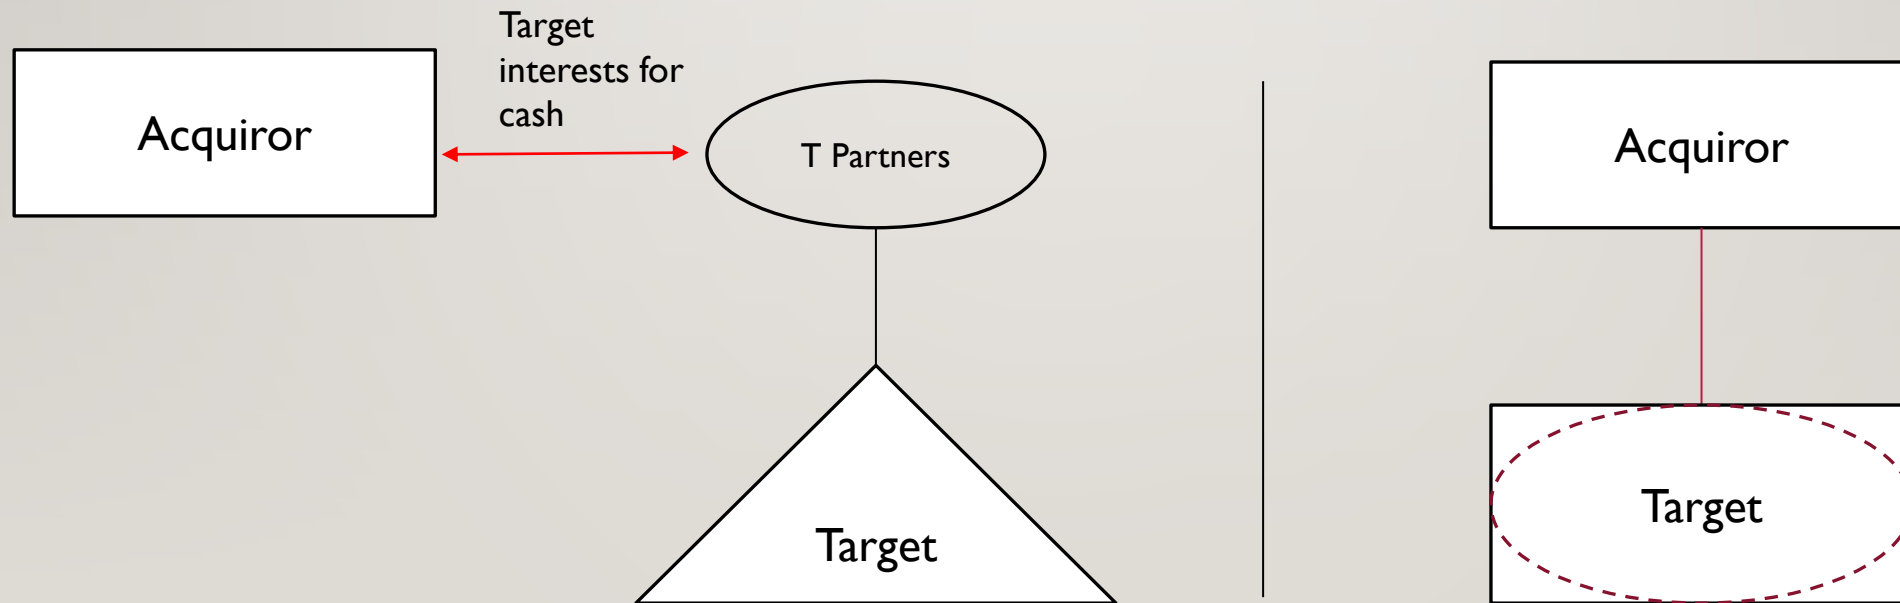 Target
interests for
cash
Acquiror
T Partners
Target
Acquiror
Target